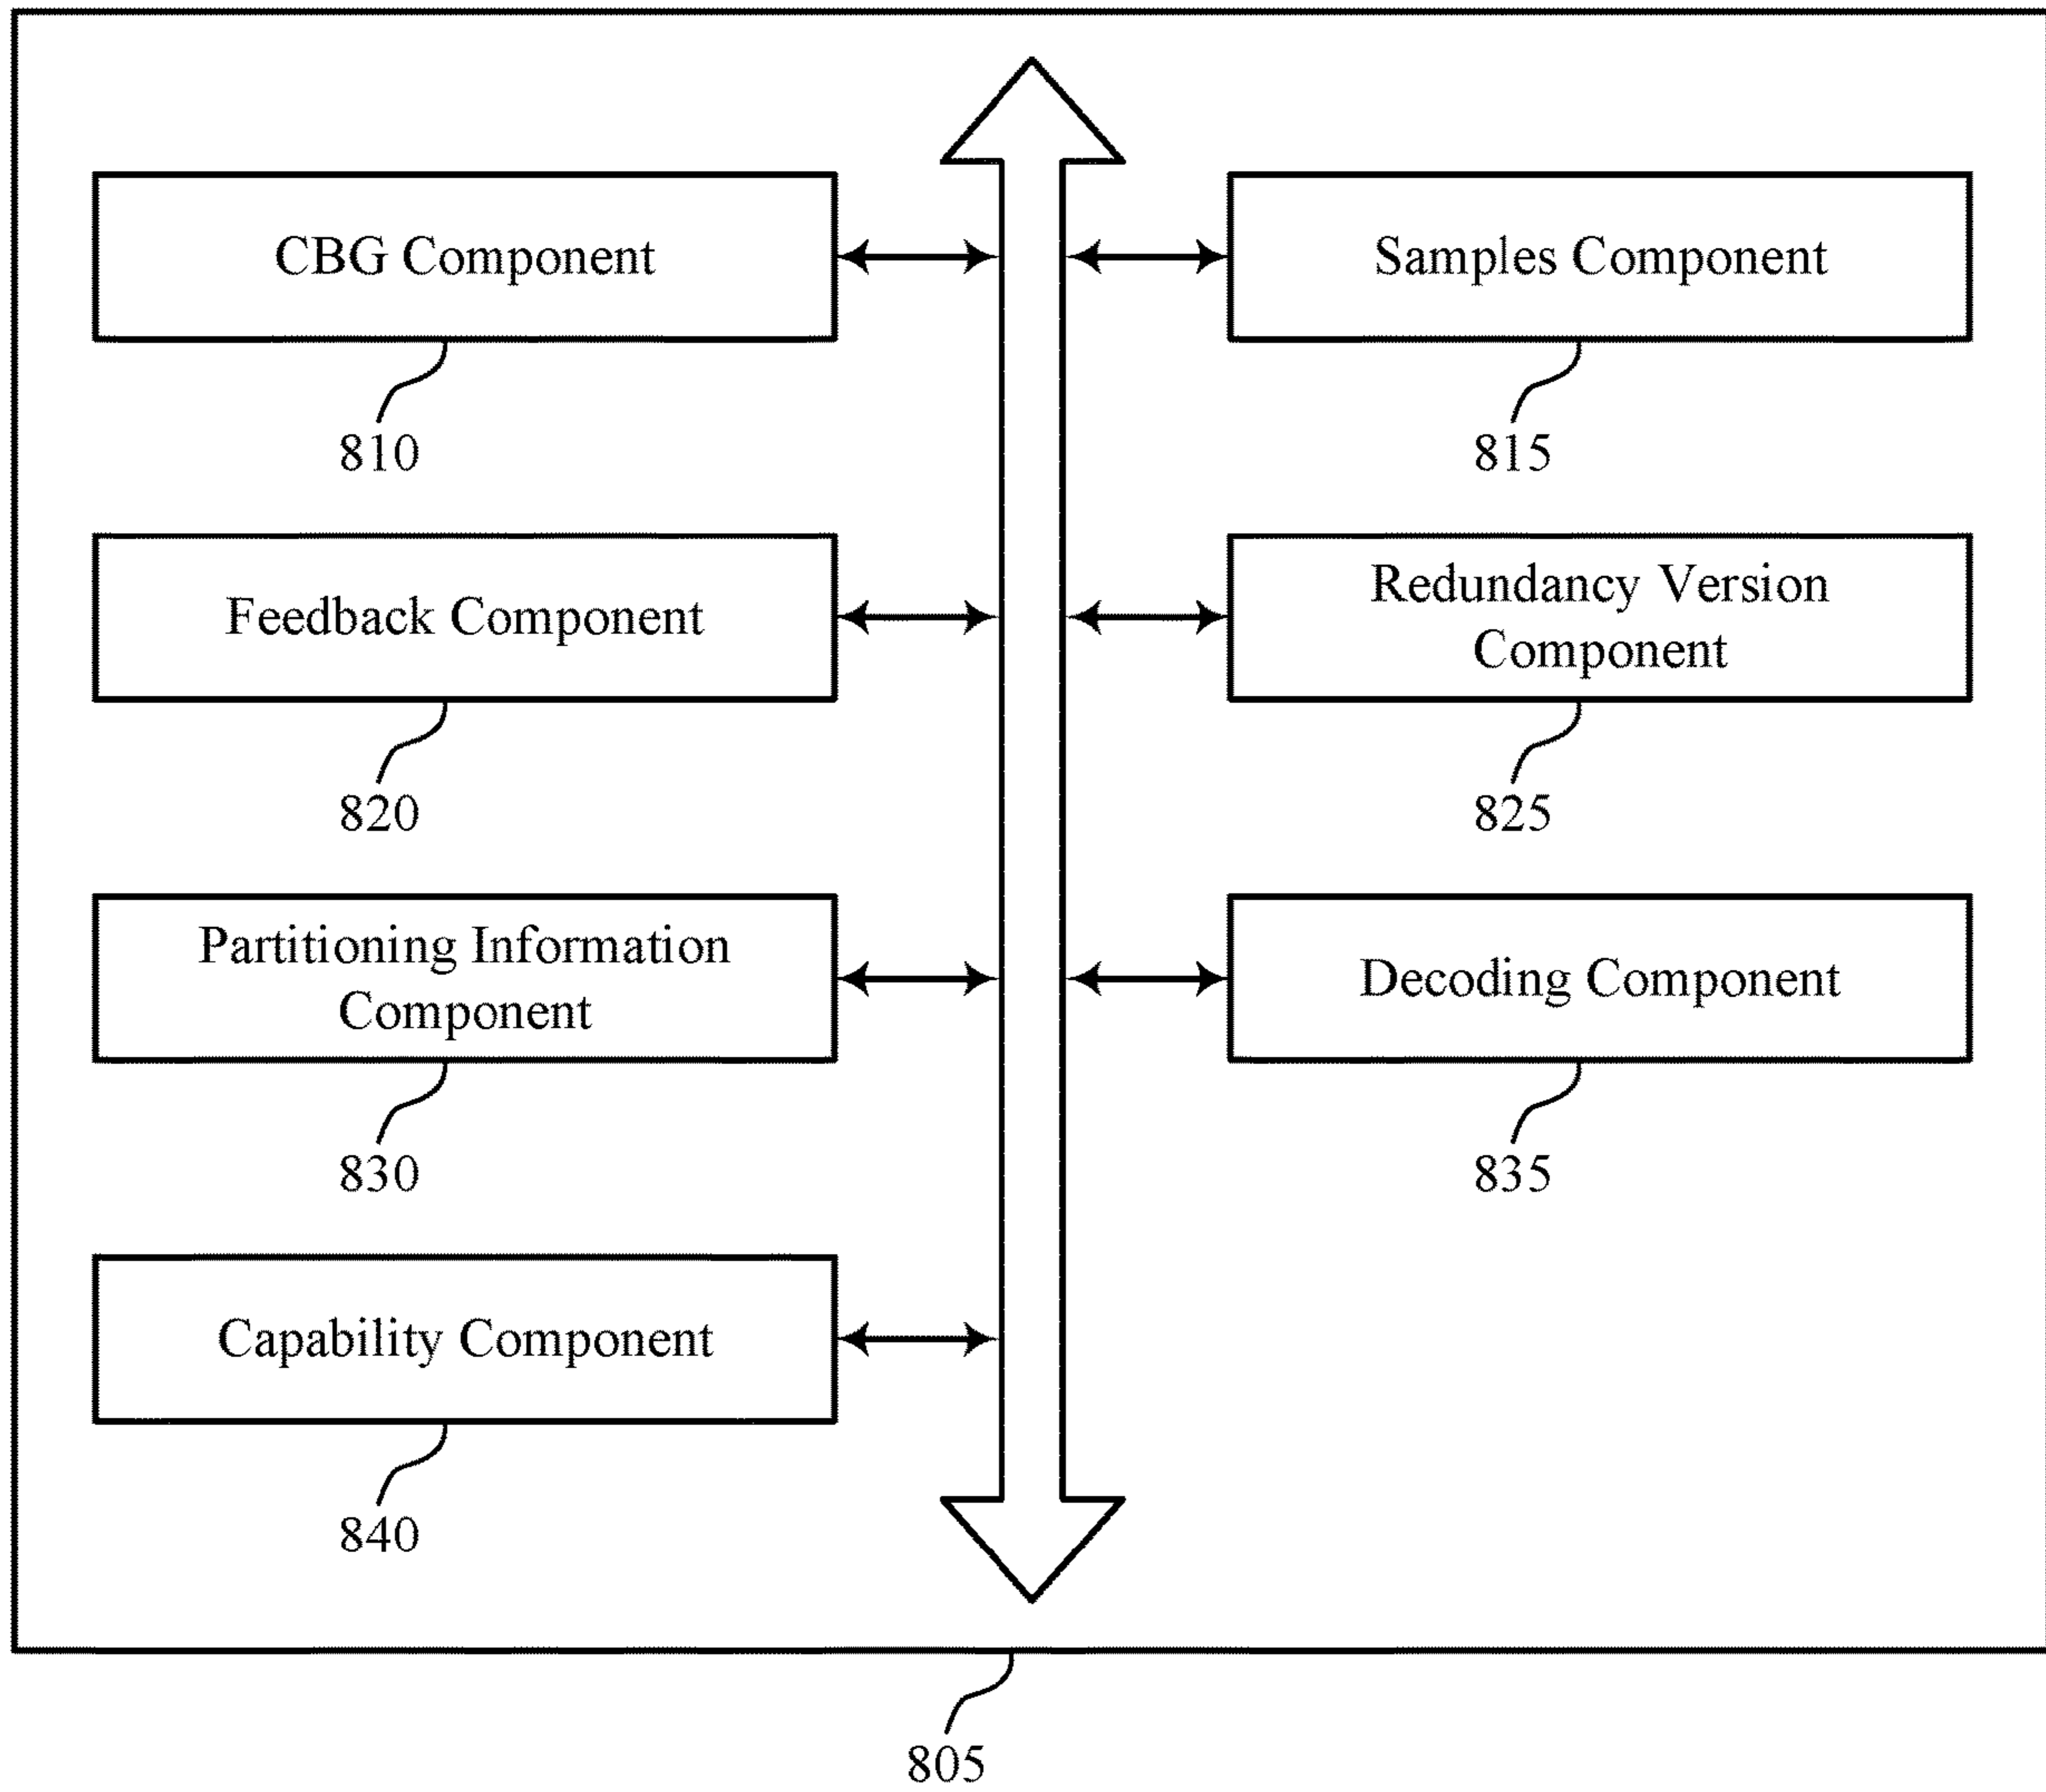 CBG Component
810
Samples Component
815
Feedback Component
820
Redundancy Version
Component
825
Partitioning Information
Component
830
Decoding Component
835
Capability Component
840
805